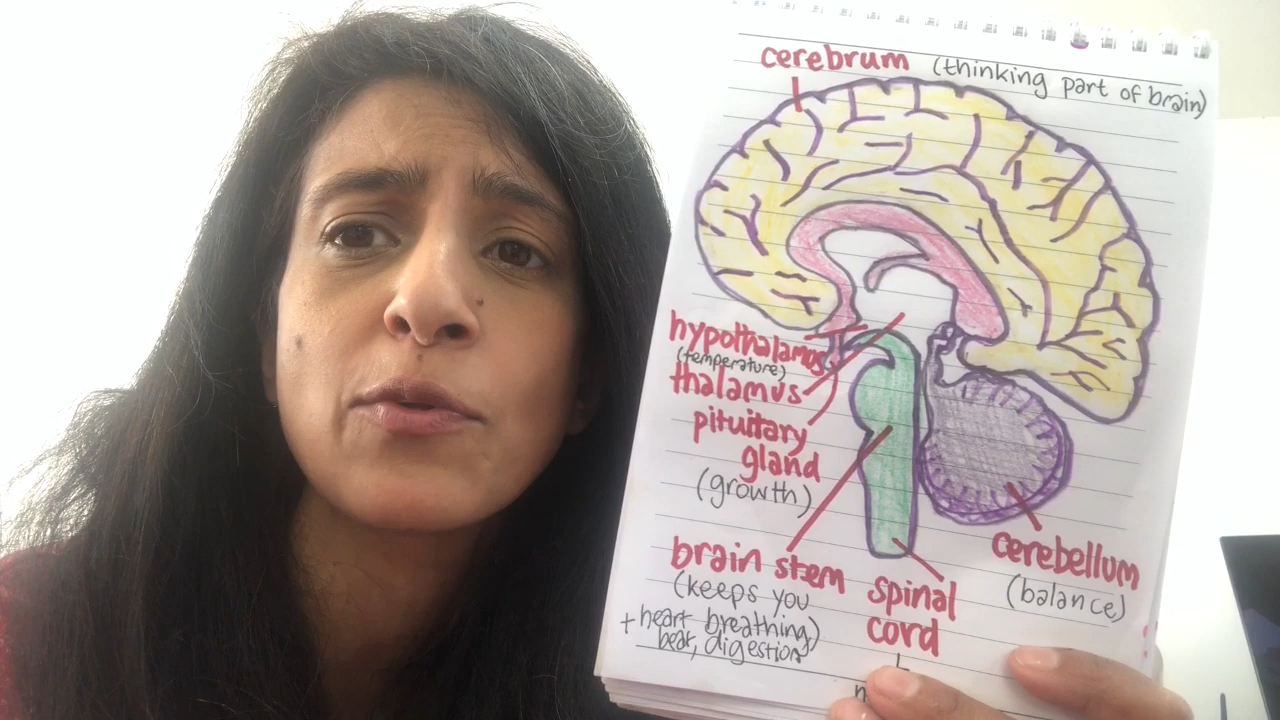 cerebrum (thinking part of brain)
hypothalamus
(temperature)
thalamus
pituitary
gland
(growth)
brain stem
(keeps you
+ heart breathing)
beat, digestion
spinal
cord
cerebellum
(balance)